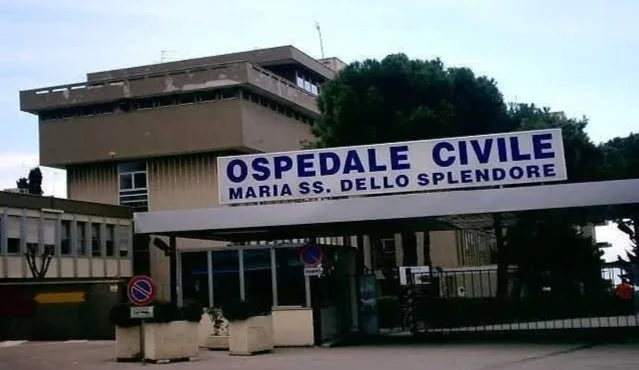 OSPEDALE CIVILE
MARIA SS. DELLO SPLENDORE